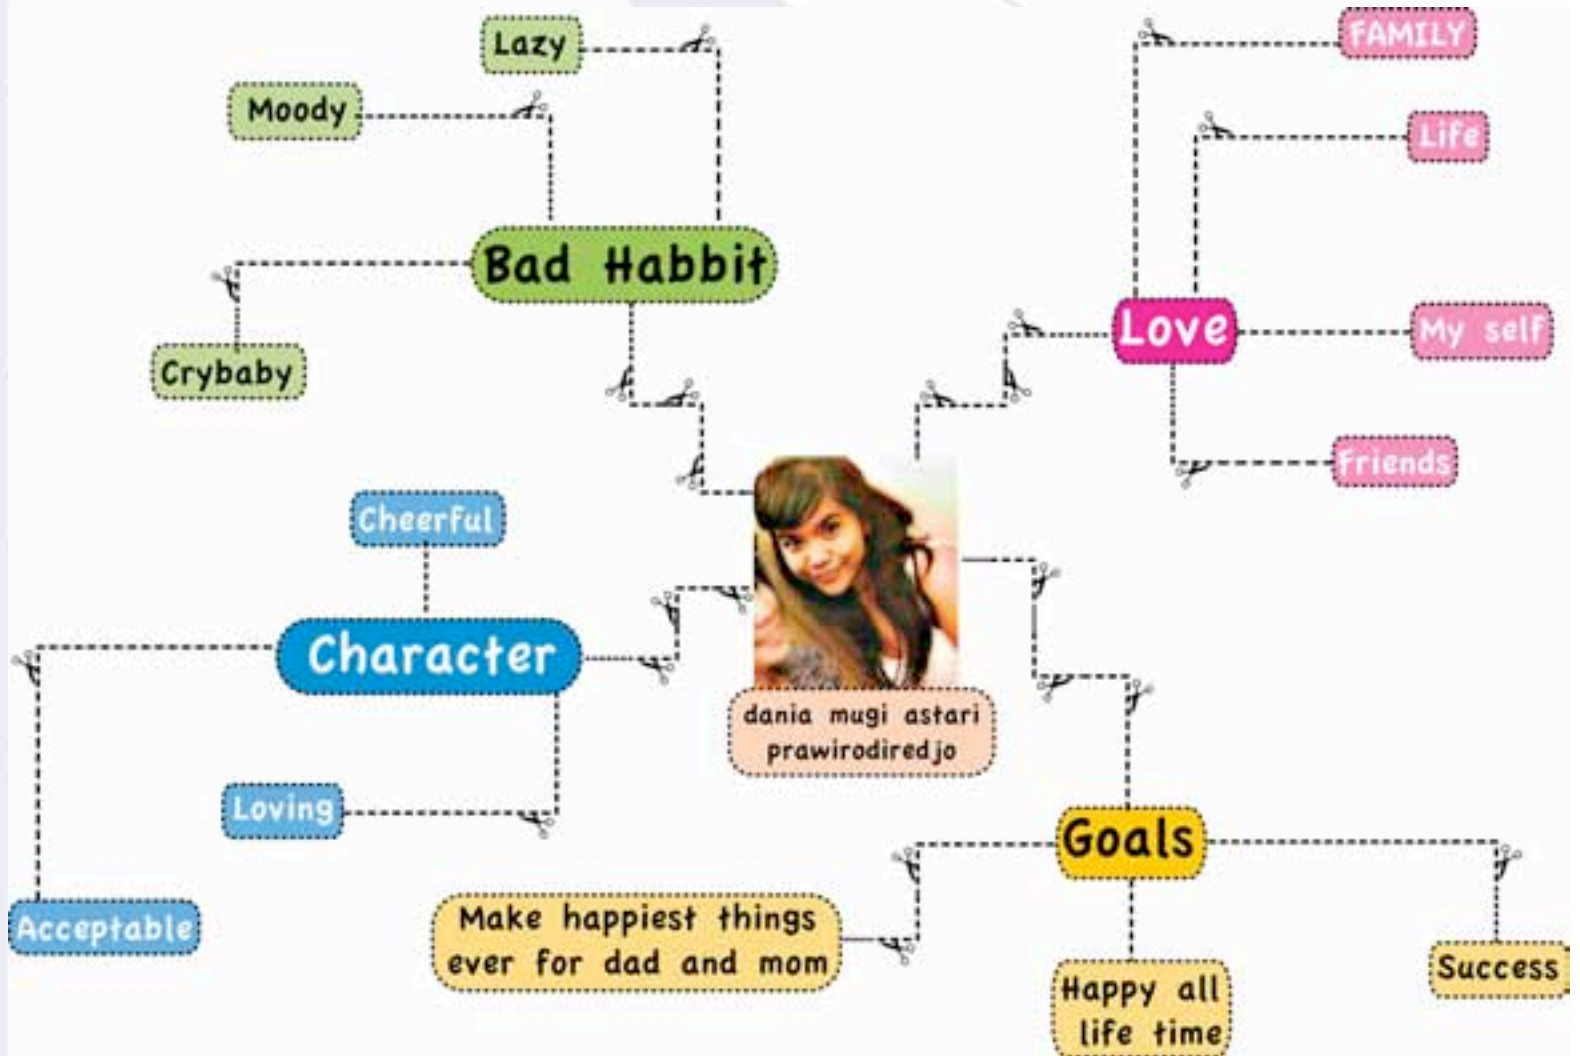 Lazy
Moody
Bad Habbit
Crybaby
FAMILY
Life
Love
My self
Friends
Cheerful
Character
Loving
Acceptable
dania mugi astari
prawirodiredjo
Goals
Make happiest things
ever for dad and mom
Happy all
life time
Success